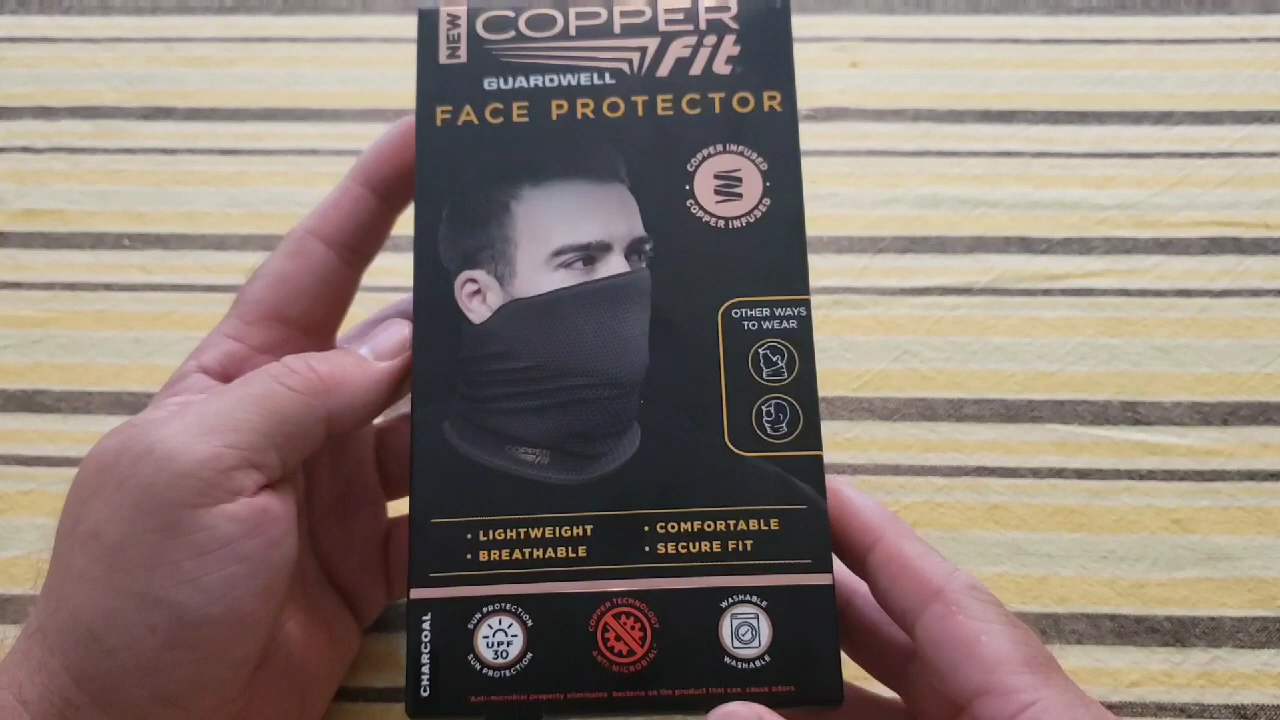 NEW
COPPER
Fit
GUARDWELL
FACE PROTECTOR
COPPER INFUSED
COPPER INFUSED
OTHER WAYS
TO WEAR
COPPER
Fit
• LIGHTWEIGHT
• BREATHABLE
• COMFORTABLE
• SECURE FIT
CHARCOAL
SUN PROTECTION
UPF
30
SUN PROTECTION
COPPER TECHNOLOGY
ANTI-MICROBIAL*
WASHABLE
WASHABLE
*Anti-microbial property eliminates bacteria on the product that can cause odors.